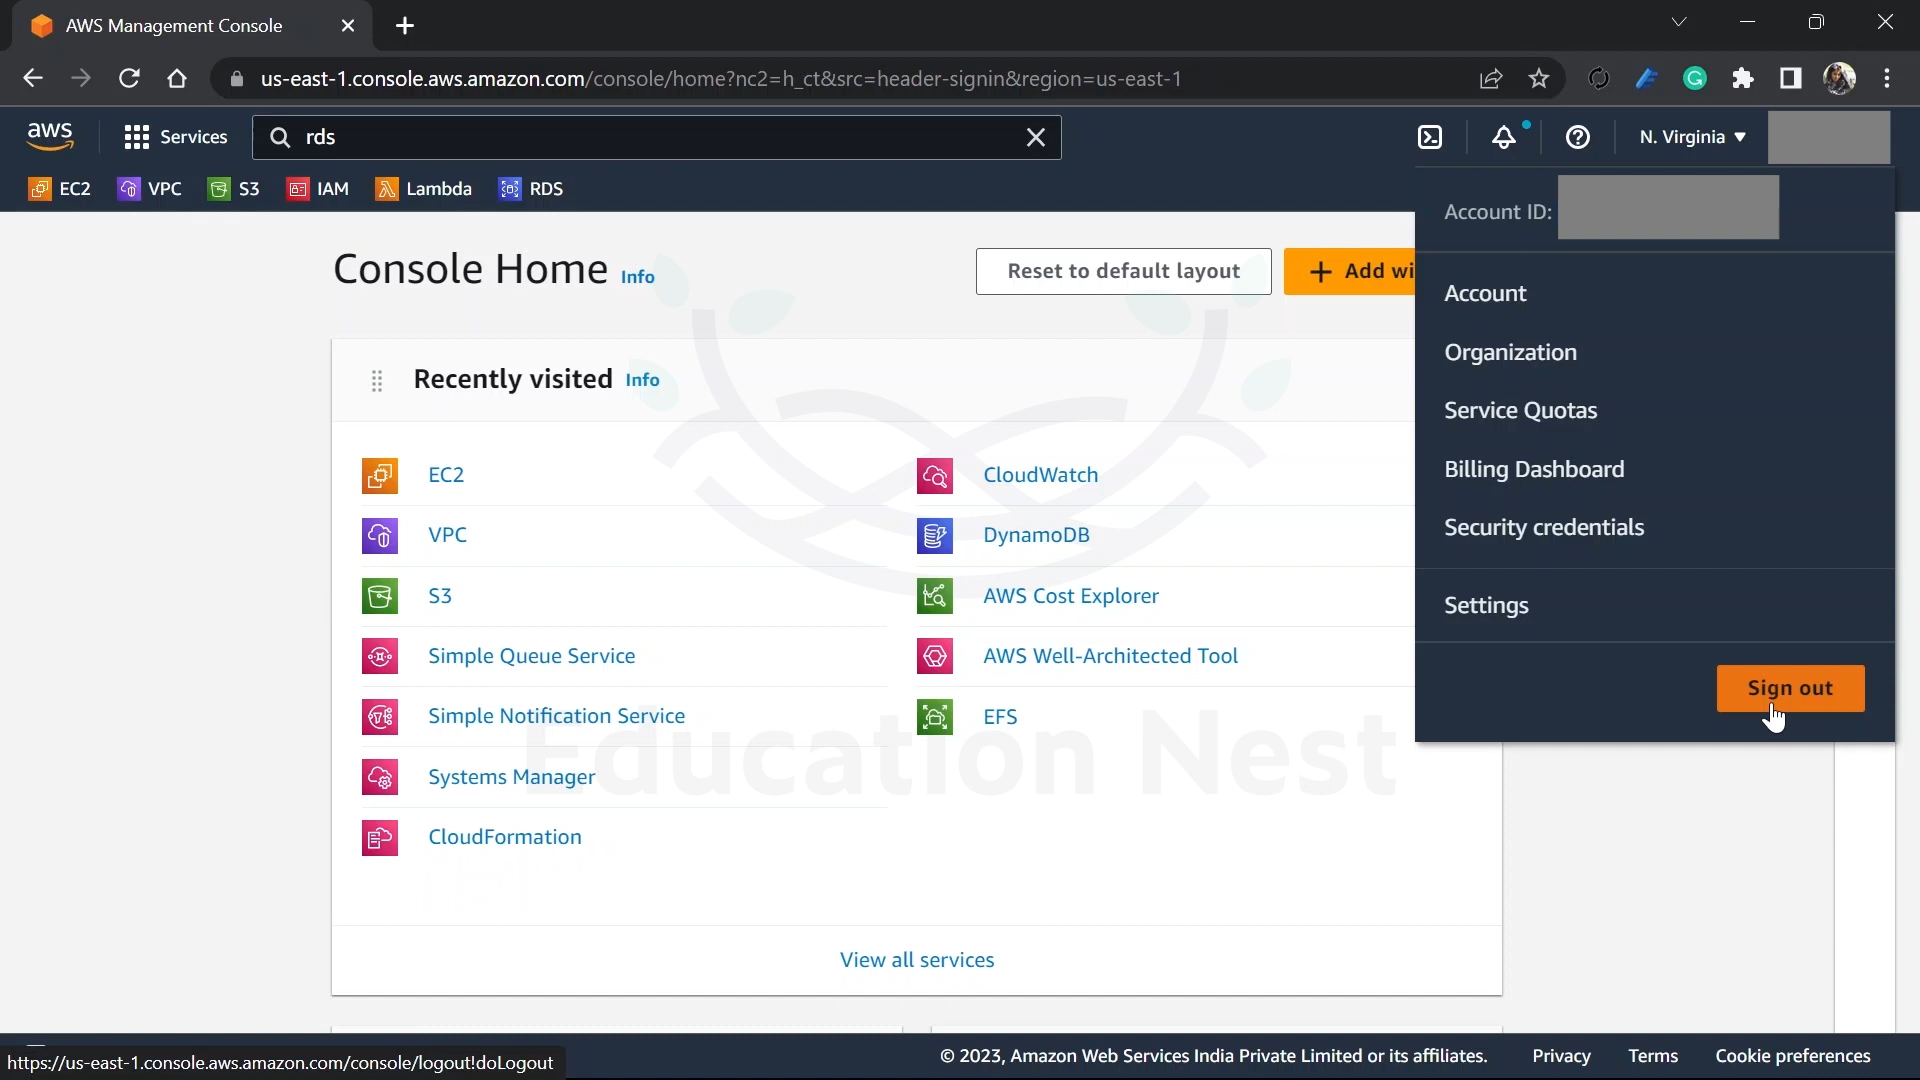 AWS Management Console
us-east-1.console.aws.amazon.com/console/home?nc2=h_ct&src=header-signin&region=us-east-1
aws
Services
rds
N. Virginia
EC2
VPC
S3
IAM
Lambda
RDS
Account ID:
Account
Organization
Service Quotas
Billing Dashboard
Security credentials
Settings
Sign out
Console Home Info
Reset to default layout
+ Add wi
Recently visited Info
EC2
VPC
S3
Simple Queue Service
Simple Notification Service
Systems Manager
CloudFormation
CloudWatch
DynamoDB
AWS Cost Explorer
AWS Well-Architected Tool
EFS
Education Nest
View all services
https://us-east-1.console.aws.amazon.com/console/logout!doLogout
© 2023, Amazon Web Services India Private Limited or its affiliates.
Privacy
Terms
Cookie preferences